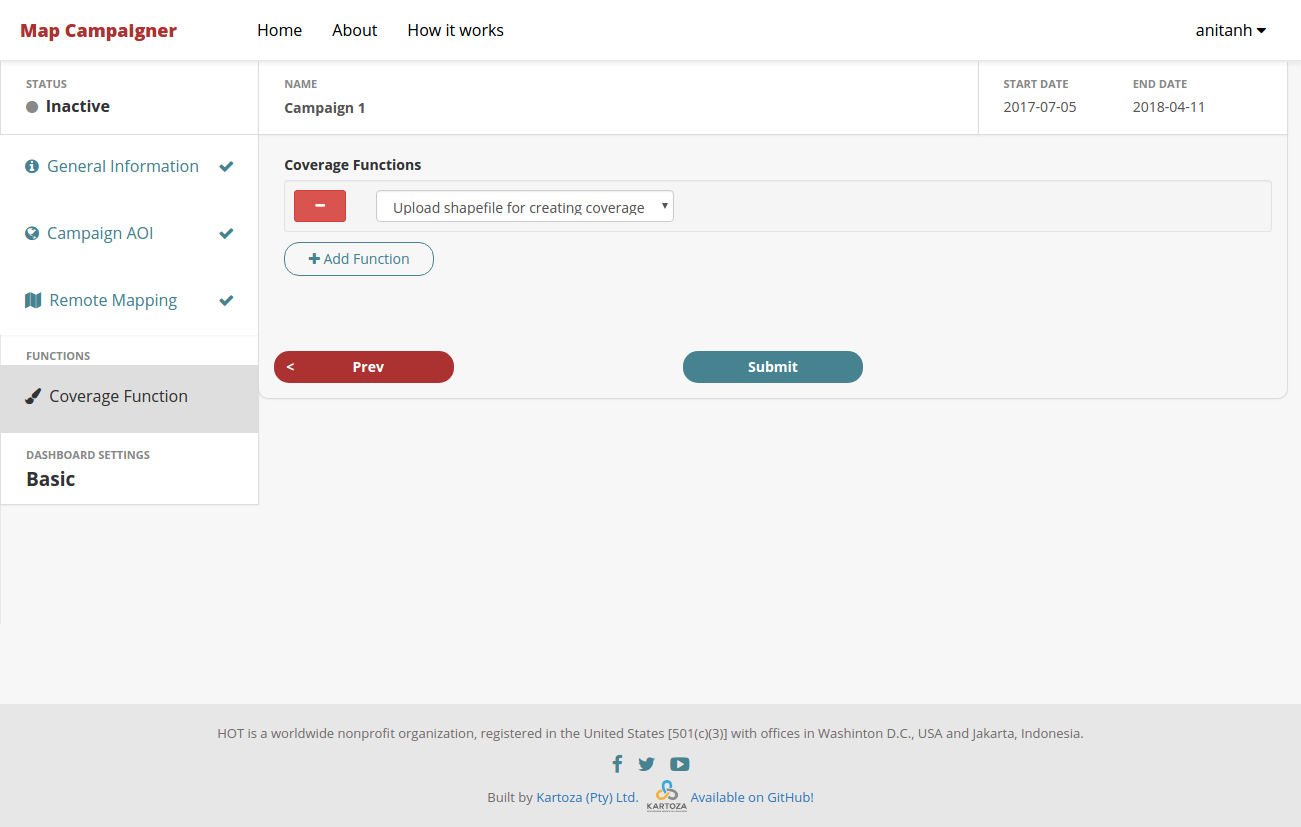 Map Campaigner
Home About How it works
anitanh
STATUS
Inactive
NAME
Campaign 1
START DATE
2017-07-05
END DATE
2018-04-11
General Information
Campaign AOI
Remote Mapping
FUNCTIONS
Coverage Function
DASHBOARD SETTINGS
Basic
Coverage Functions
Upload shapefile for creating coverage
Add Function
< Prev
Submit
HOT is a worldwide nonprofit organization, registered in the United States [501(c)(3)] with offices in Washinton D.C., USA and Jakarta, Indonesia.
Built by Kartoza (Pty) Ltd. KARTOZA Available on GitHub!